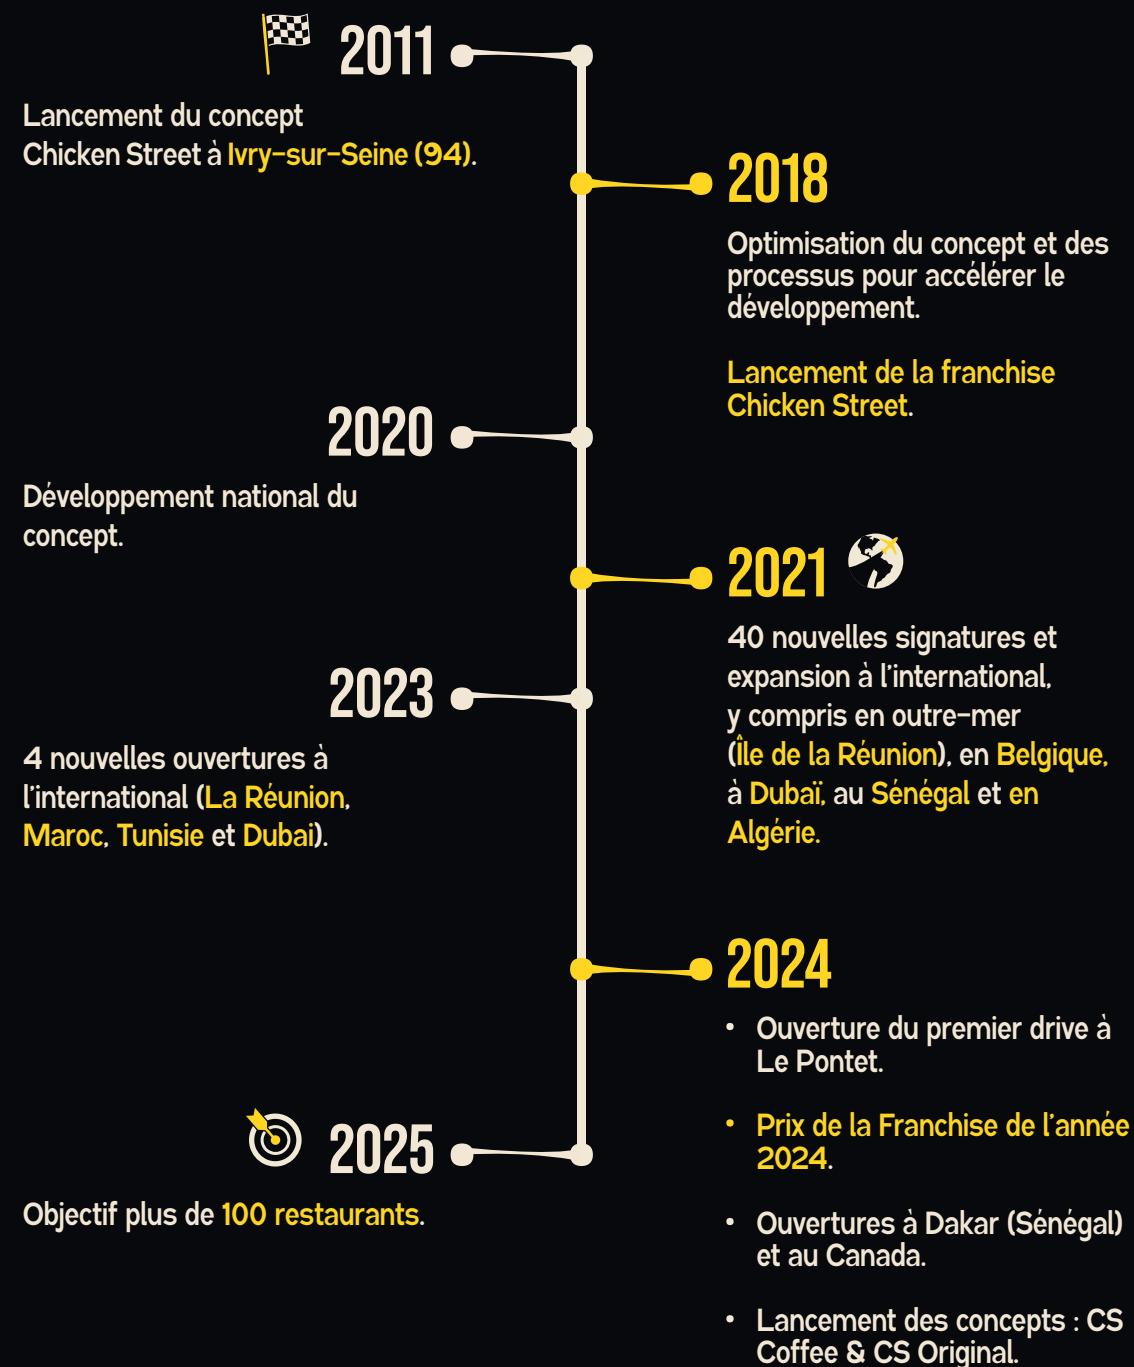 2011
Lancement du concept
Chicken Street à Ivry-sur-Seine (94).
2018
Optimisation du concept et des
processus pour accélérer le
développement.
Lancement de la franchise
Chicken Street.
2020
Développement national du
concept.
2021
40 nouvelles signatures et
expansion à l'international,
y compris en outre-mer
(Île de la Réunion), en Belgique,
à Dubaï, au Sénégal et en
Algérie.
2023
4 nouvelles ouvertures à
l'international (La Réunion,
Maroc, Tunisie et Dubai).
2024
• Ouverture du premier drive à
Le Pontet.
• Prix de la Franchise de l'année
2024.
• Ouvertures à Dakar (Sénégal)
et au Canada.
• Lancement des concepts : CS
Coffee & CS Original.
2025
Objectif plus de 100 restaurants.